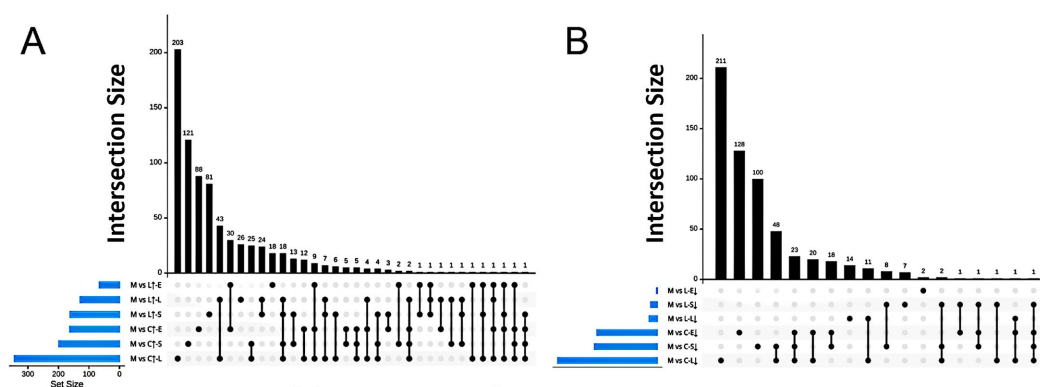 A
Intersection Size
200
150
100
50
0
203 121 88 81 43 30 26 25 24 18 18 13 12 9 7 6 5 5 4 4 3 2 2 1 1 1 1 1 1 1 1 1 1 1
M vs L↑-E
M vs L↑-L
M vs L↑-S
M vs C↑-E
M vs C↑-S
M vs C↑-L
300 200 100 0
Set Size
B
Intersection Size
200
150
100
50
0
211 128 100 48 23 20 18 14 11 8 7 2 2 1 1 1 1 1
M vs L-E↓
M vs L-S↓
M vs L-L↓
M vs C-E↓
M vs C-S↓
M vs C-L↓